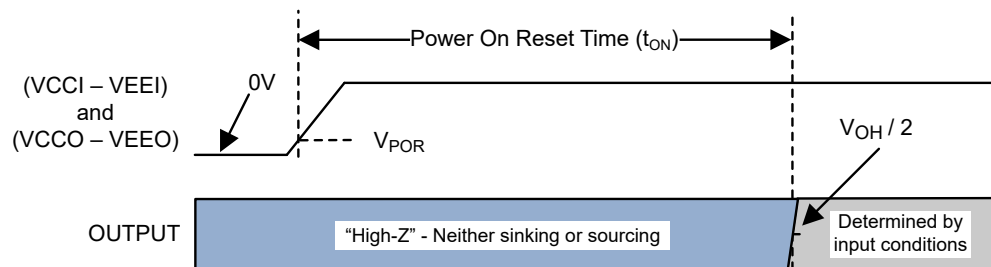 Power On Reset Time (tON)
(VCCI – VEEI)
and
(VCCO – VEEO)
0V
VPOR
VOH / 2
OUTPUT
“High-Z” - Neither sinking or sourcing
Determined by
input conditions